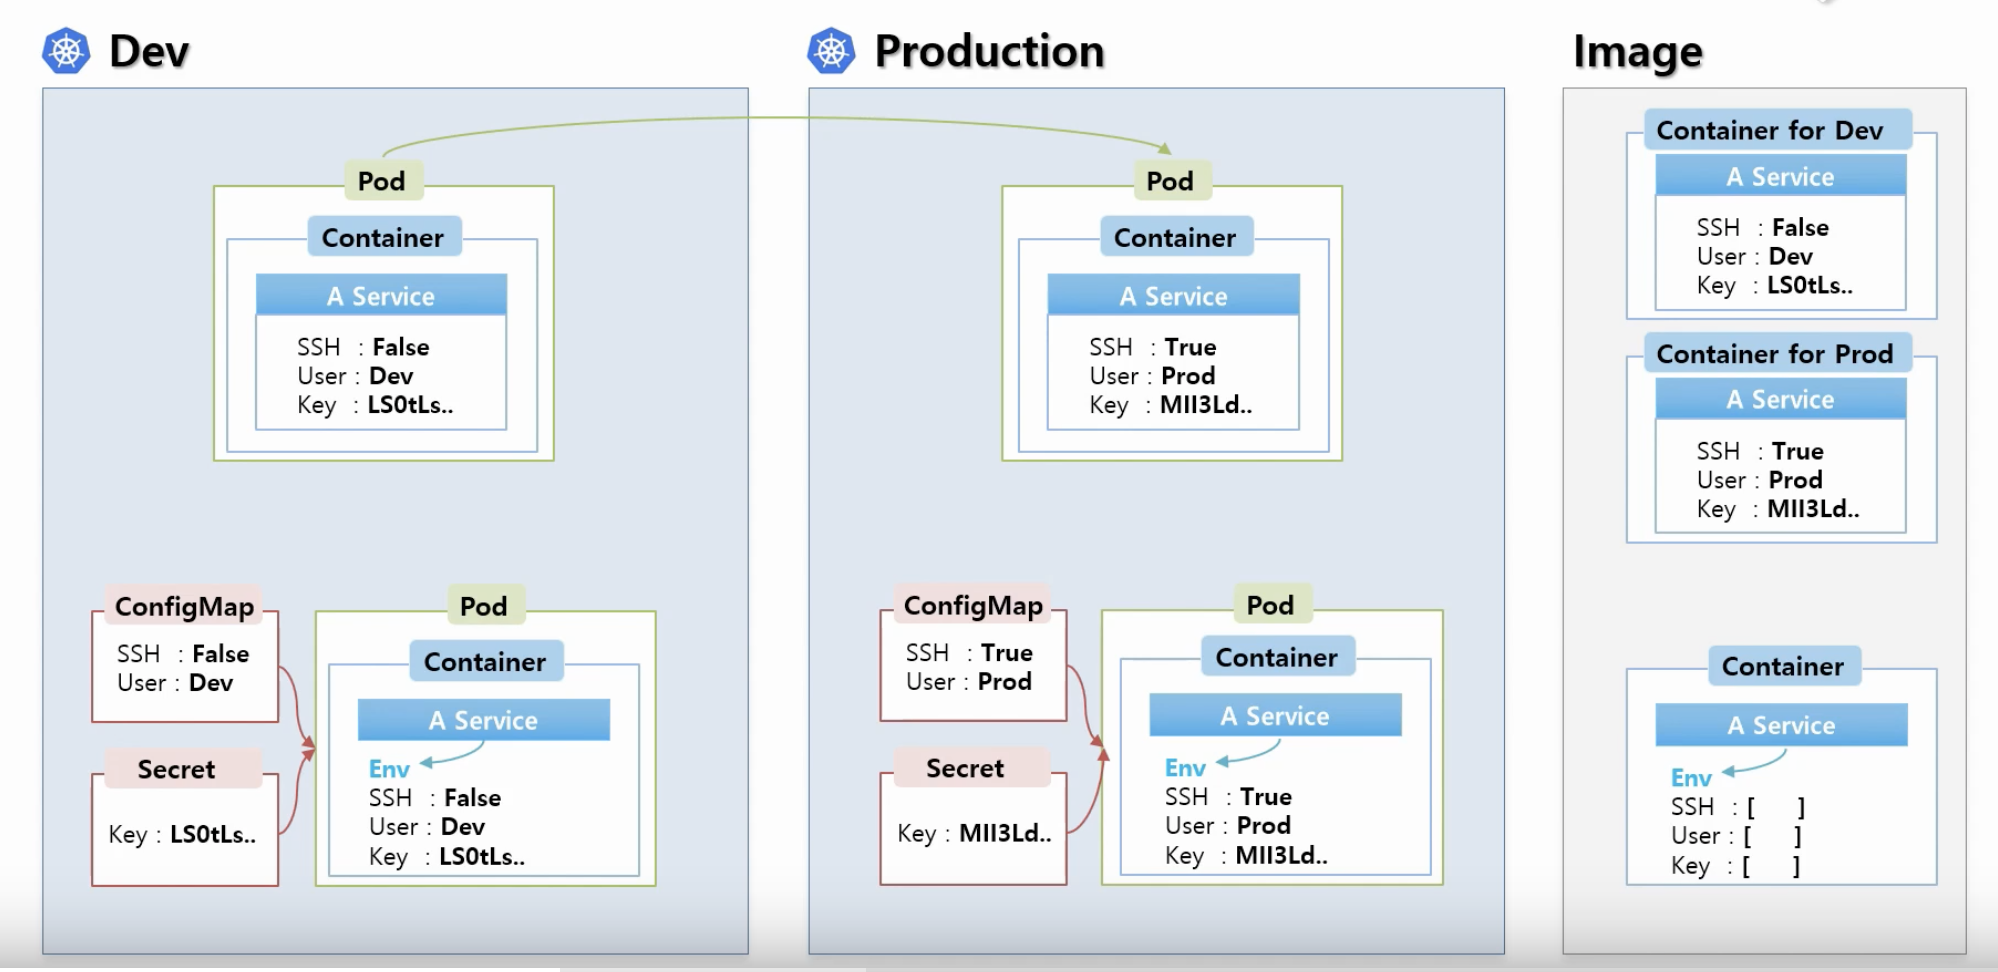 Dev
Pod
Container
A Service
SSH : False
User : Dev
Key : LS0tLs..
ConfigMap
SSH : False
User : Dev
Secret
Key : LS0tLs..
Pod
Container
A Service
Env
SSH : False
User : Dev
Key : LS0tLs..
Production
Pod
Container
A Service
SSH : True
User : Prod
Key : MII3Ld..
ConfigMap
SSH : True
User : Prod
Secret
Key : MII3Ld..
Pod
Container
A Service
Env
SSH : True
User : Prod
Key : MII3Ld..
Image
Container for Dev
A Service
SSH : False
User : Dev
Key : LS0tLs..
Container for Prod
A Service
SSH : True
User : Prod
Key : MII3Ld..
Container
A Service
Env
SSH : [ ]
User : [ ]
Key : [ ]